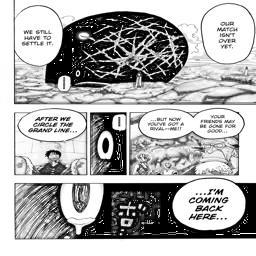 OUR
MATCH
ISN'T
OVER
YET.
WE STILL
HAVE TO
SETTLE IT.
YOUR
FRIENDS MAY
BE GONE FOR
GOOD...
...BUT NOW
YOU'VE GOT A
RIVAL--ME!!
AFTER WE
CIRCLE THE
GRAND LINE...
...I'M
COMING
BACK
HERE...